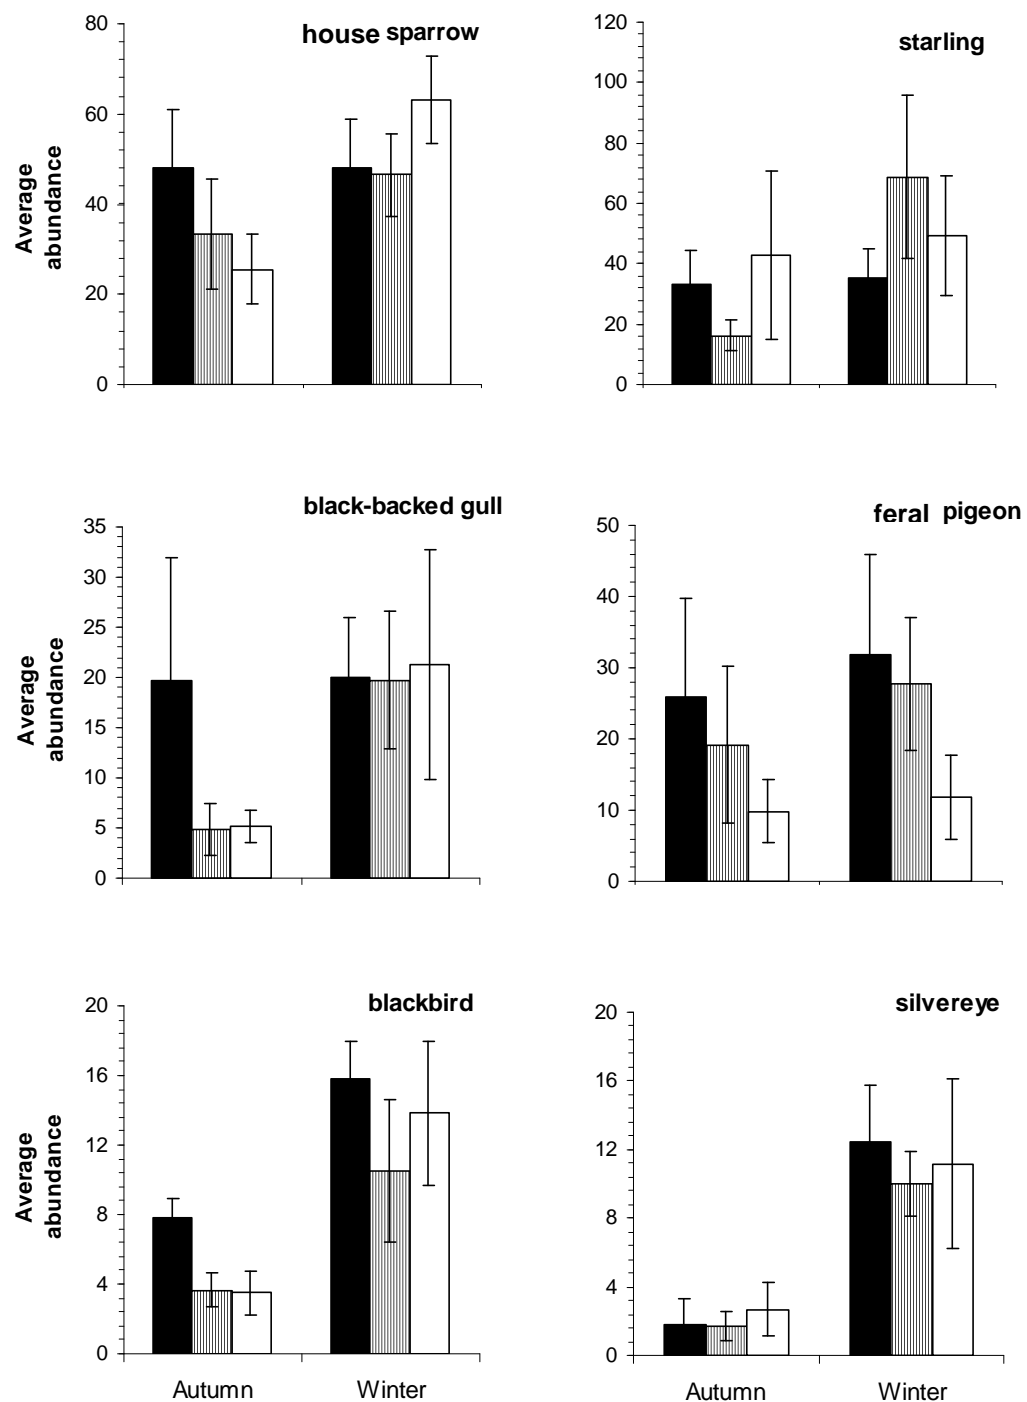 house sparrow
80
60
40
20
0
Average
abundance
starling
120
100
80
60
40
20
0
black-backed gull
35
30
25
20
15
10
5
0
Average
abundance
feral pigeon
50
40
30
20
10
0
blackbird
20
16
12
8
4
0
Average
abundance
Autumn Winter
silvereye
20
16
12
8
4
0
Autumn Winter